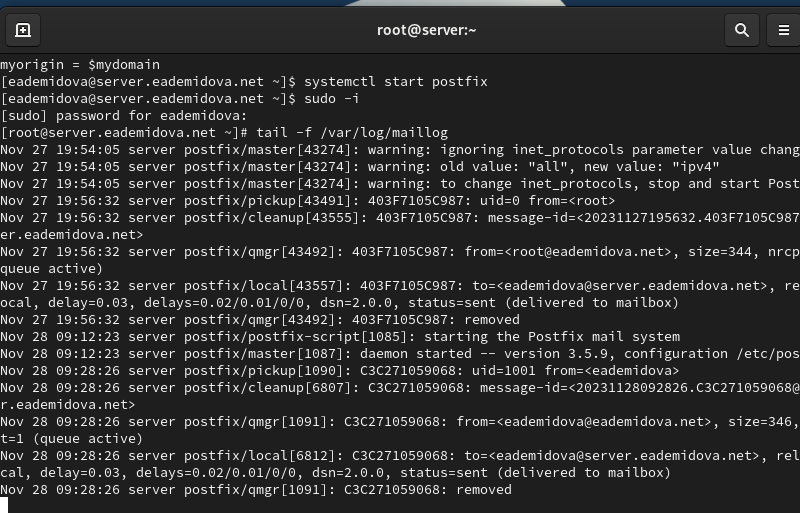 root@server:~
myorigin = $mydomain
[eademidova@server.eademidova.net ~]$ systemctl start postfix
[eademidova@server.eademidova.net ~]$ sudo -i
[sudo] password for eademidova:
[root@server.eademidova.net ~]# tail -f /var/log/maillog
Nov 27 19:54:05 server postfix/master[43274]: warning: ignoring inet_protocols parameter value chang
Nov 27 19:54:05 server postfix/master[43274]: warning: old value: "all", new value: "ipv4"
Nov 27 19:54:05 server postfix/master[43274]: warning: to change inet_protocols, stop and start Post
Nov 27 19:56:32 server postfix/pickup[43491]: 403F7105C987: uid=0 from=<root>
Nov 27 19:56:32 server postfix/cleanup[43555]: 403F7105C987: message-id=<20231127195632.403F7105C987
er.eademidova.net>
Nov 27 19:56:32 server postfix/qmgr[43492]: 403F7105C987: from=<root@eademidova.net>, size=344, nrcp
queue active)
Nov 27 19:56:32 server postfix/local[43557]: 403F7105C987: to=<eademidova@server.eademidova.net>, re
ocal, delay=0.03, delays=0.02/0.01/0/0, dsn=2.0.0, status=sent (delivered to mailbox)
Nov 27 19:56:32 server postfix/qmgr[43492]: 403F7105C987: removed
Nov 28 09:12:23 server postfix/postfix-script[1085]: starting the Postfix mail system
Nov 28 09:12:23 server postfix/master[1087]: daemon started -- version 3.5.9, configuration /etc/pos
Nov 28 09:28:26 server postfix/pickup[1090]: C3C271059068: uid=1001 from=<eademidova>
Nov 28 09:28:26 server postfix/cleanup[6807]: C3C271059068: message-id=<20231128092826.C3C271059068@
r.eademidova.net>
Nov 28 09:28:26 server postfix/qmgr[1091]: C3C271059068: from=<eademidova@eademidova.net>, size=346,
t=1 (queue active)
Nov 28 09:28:26 server postfix/local[6812]: C3C271059068: to=<eademidova@server.eademidova.net>, rel
cal, delay=0.03, delays=0.02/0.01/0/0, dsn=2.0.0, status=sent (delivered to mailbox)
Nov 28 09:28:26 server postfix/qmgr[1091]: C3C271059068: removed